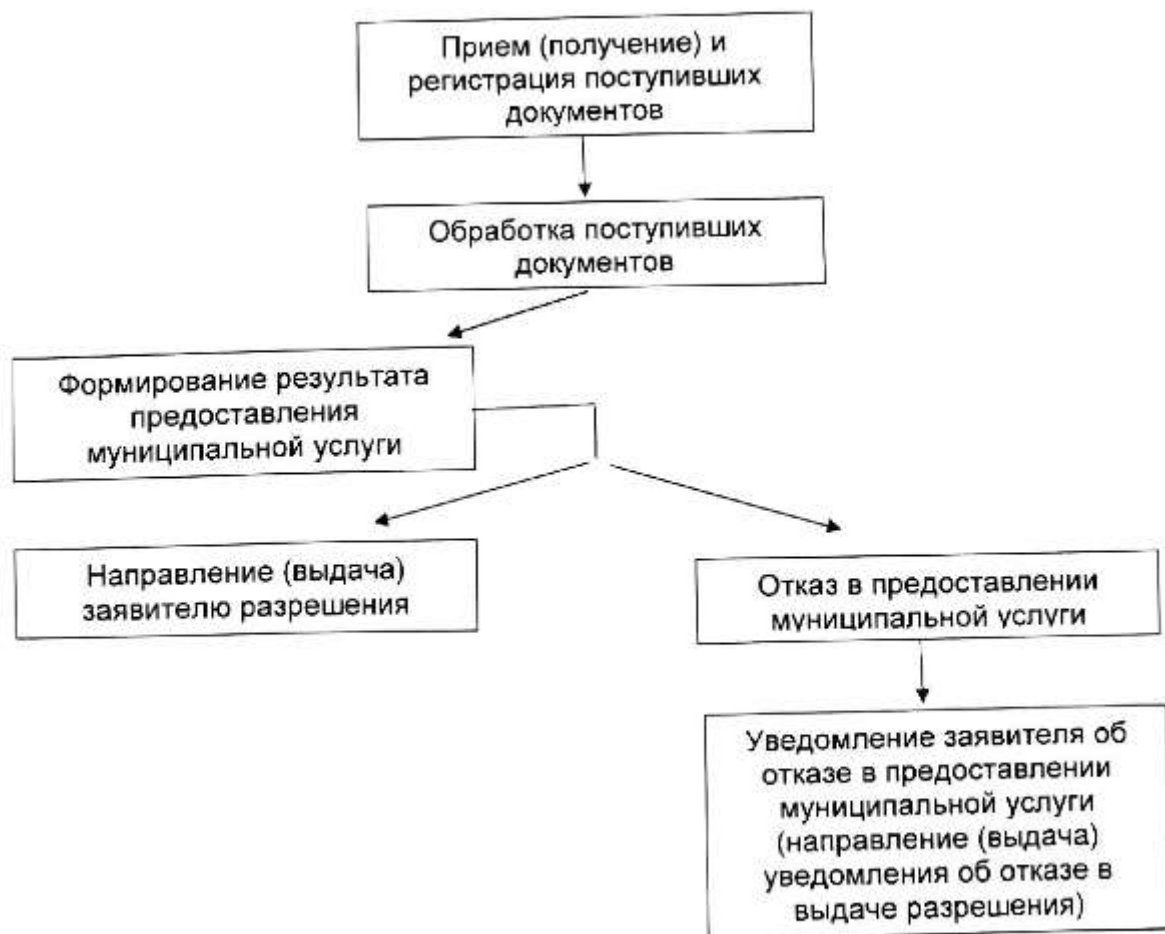 Прием (получение) и
регистрация поступивших
документов
Обработка поступивших
документов
Формирование результата
предоставления
муниципальной услуги
Направление (выдача)
заявителю разрешения
Отказ в предоставлении
муниципальной услуги
Уведомление заявителя об
отказе в предоставлении
муниципальной услуги
(направление (выдача)
уведомления об отказе в
выдаче разрешения)